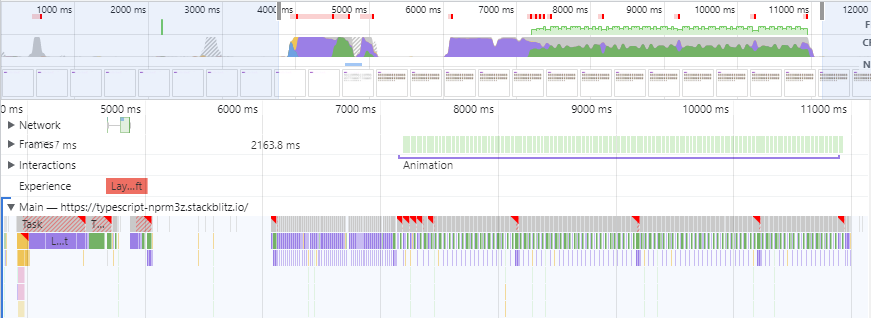 1000 ms 2000 ms 3000 ms 4000 ms 5000 ms 6000 ms 7000 ms 8000 ms 9000 ms 10000 ms 11000 ms 12000
F
CP
N
0 ms 5000 ms 6000 ms 7000 ms 8000 ms 9000 ms 10000 ms 11000 ms
Network
Frames 7 ms 2163.8 ms
Interactions Animation
Experience Lay...ft
Main — https://typescript-nprm3z.stackblitz.io/
Task T...
L...t